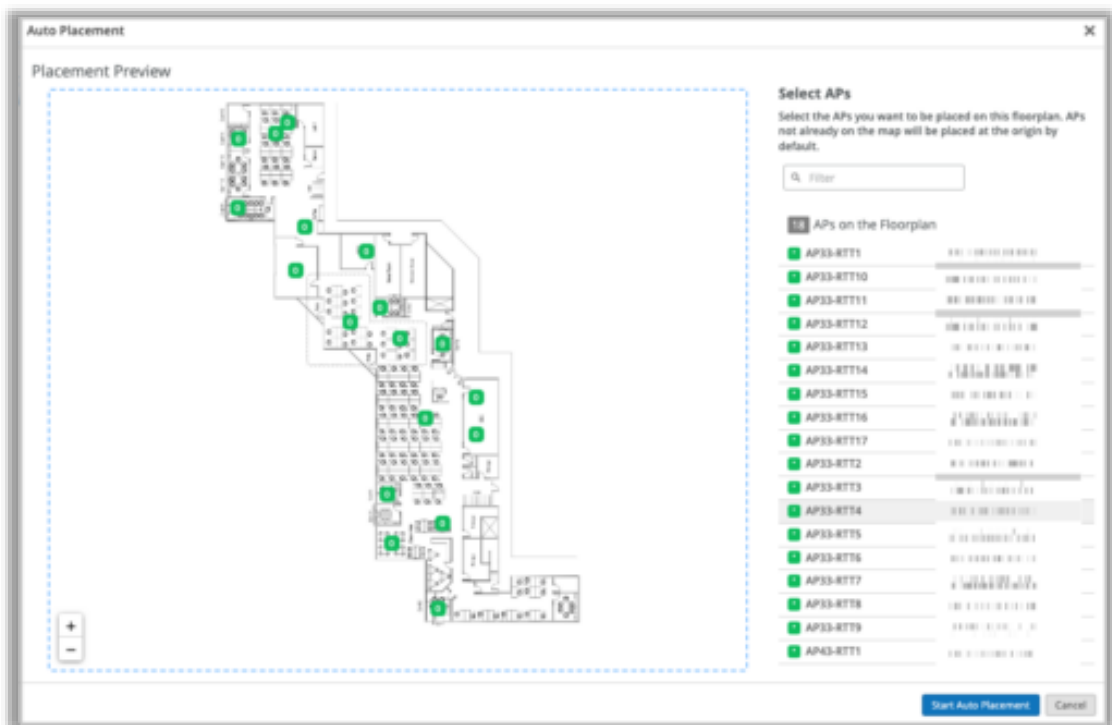 Auto Placement
Placement Preview
Select APs
Select the APs you want to be placed on this floorplan. APs
not already on the map will be placed at the origin by
default.
Filter
18 APs on the Floorplan
AP33-RTT1
AP33-RTT10
AP33-RTT11
AP33-RTT12
AP33-RTT13
AP33-RTT14
AP33-RTT15
AP33-RTT16
AP33-RTT17
AP33-RTT2
AP33-RTT3
AP33-RTT4
AP33-RTT5
AP33-RTT6
AP33-RTT7
AP33-RTT8
AP33-RTT9
AP43-RTT1
+
−
Start Auto Placement
Cancel